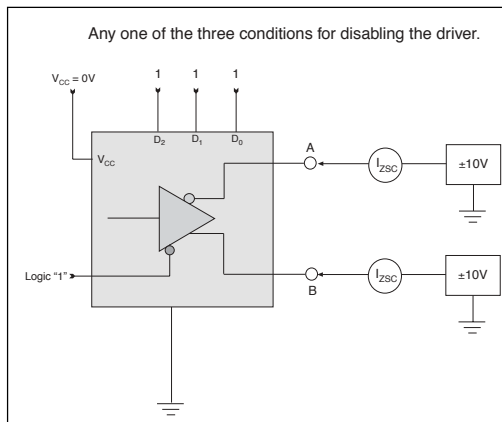 Any one of the three conditions for disabling the driver.
VCC = 0V
1 1 1
D2 D1 D0
VCC
A
IZSC
±10V
Logic “1”
B
IZSC
±10V